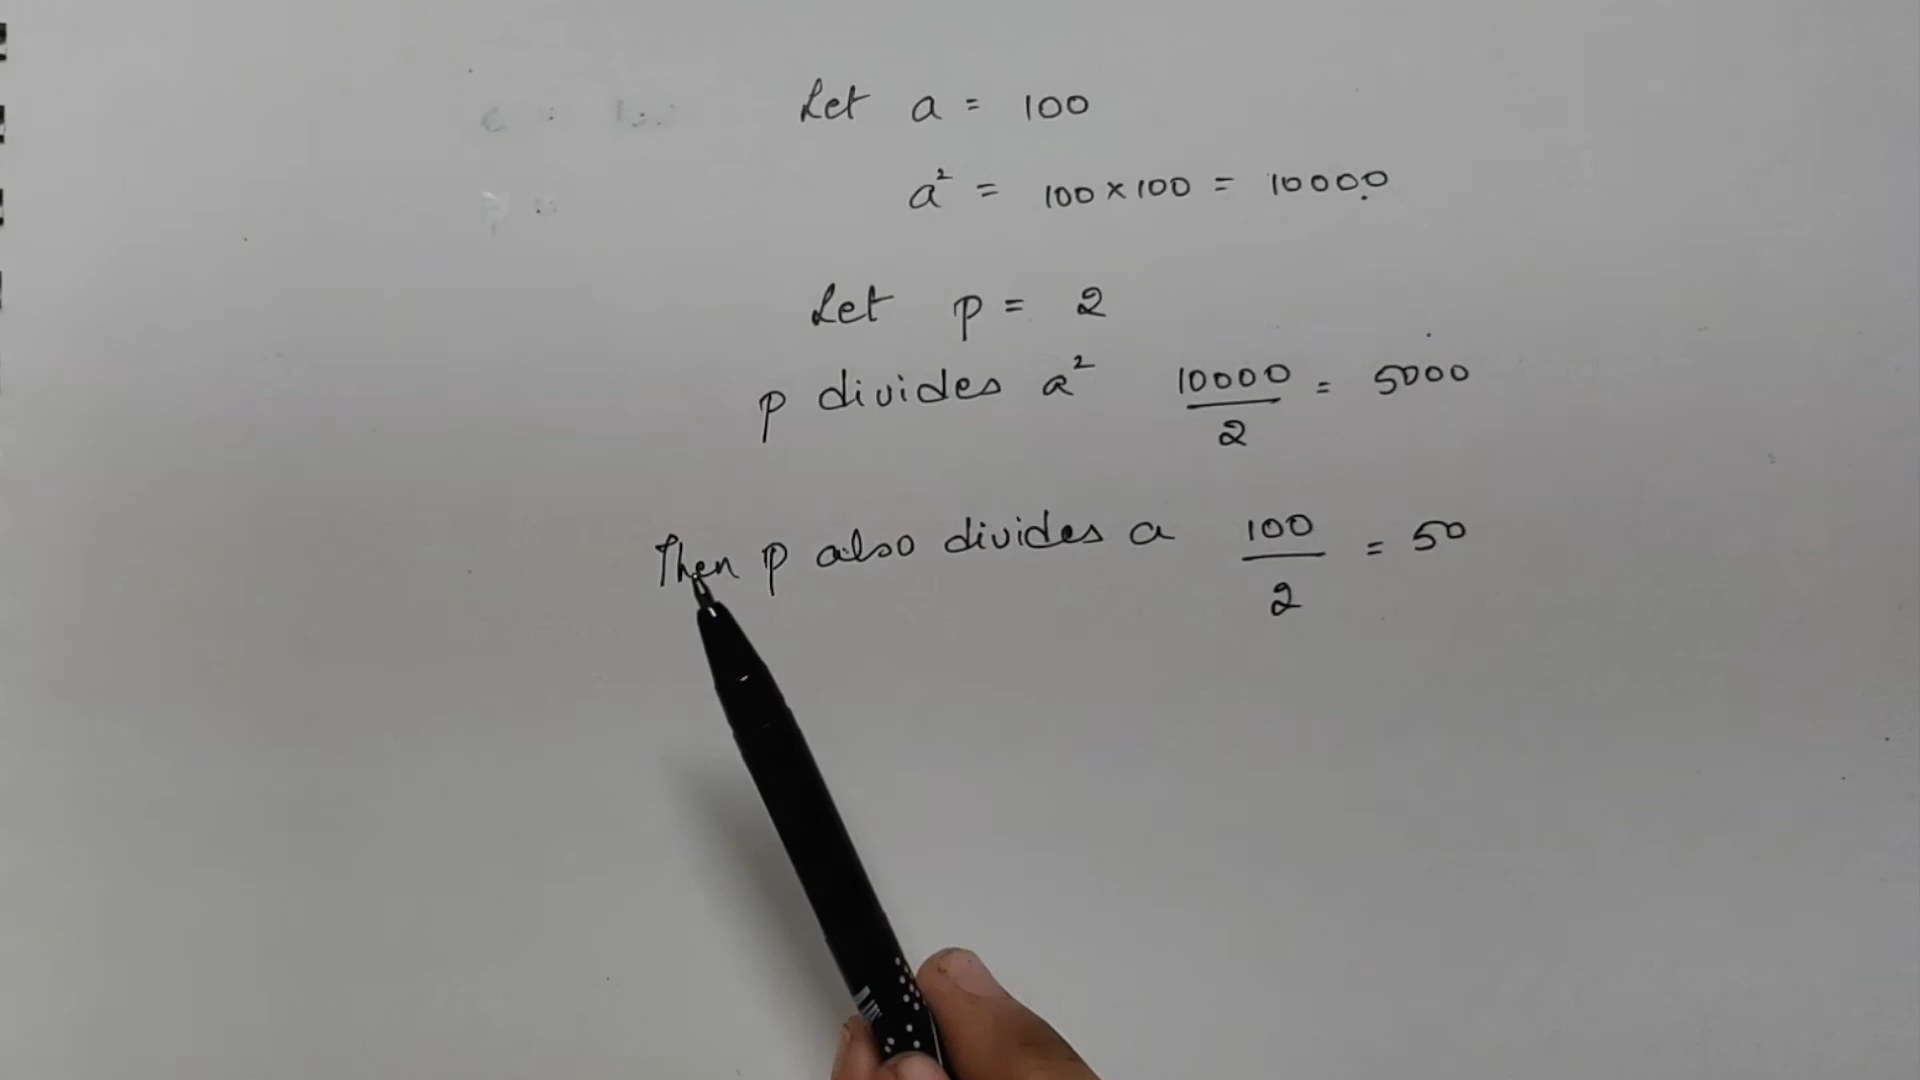 Let a = 100
a² = 100 × 100 = 10000
Let p = 2
p divides a² 10000/2 = 5000
Then p also divides a 100/2 = 50